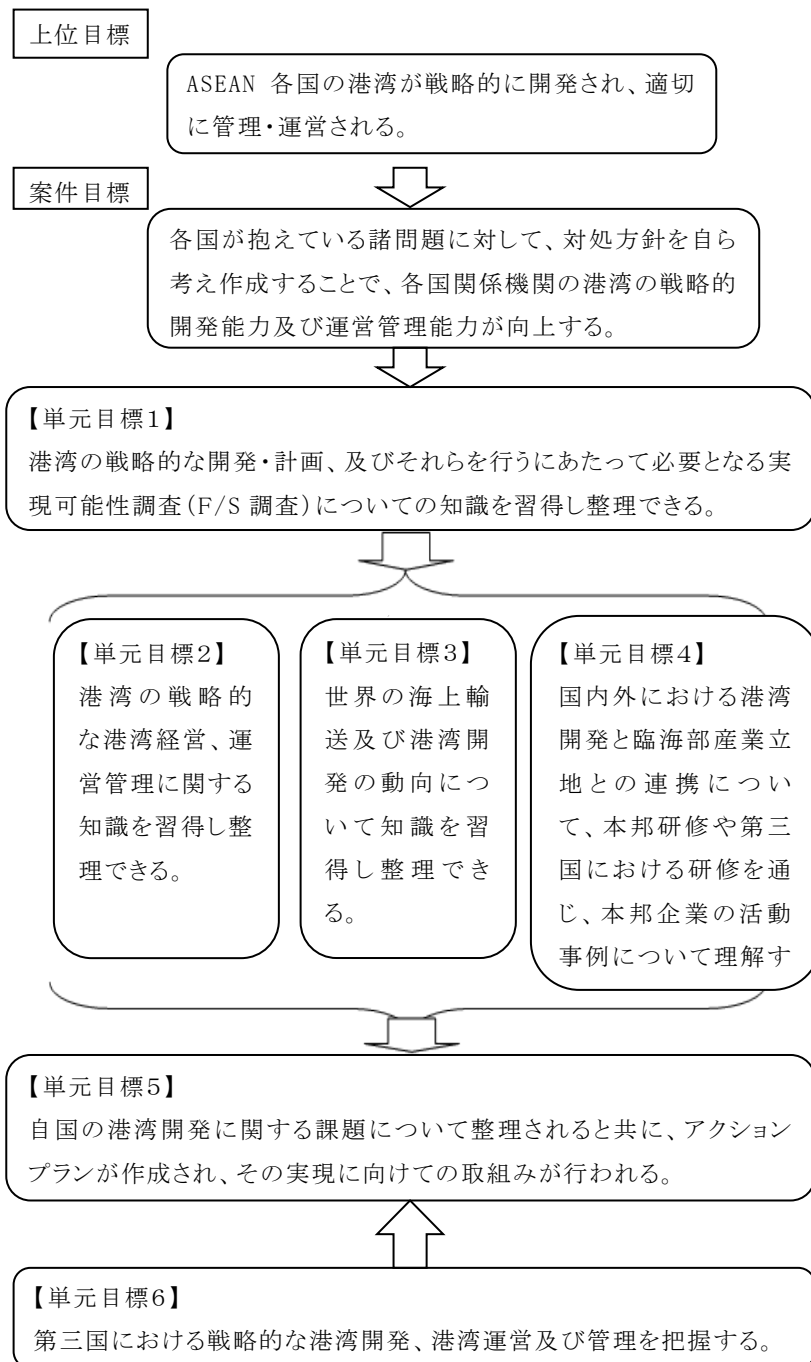 上位目標
ASEAN 各国の港湾が戦略的に開発され、適切
に管理・運営される。
案件目標
各国が抱えている諸問題に対して、対処方針を自ら
考え作成することで、各国関係機関の港湾の戦略的
開発能力及び運営管理能力が向上する。
【単元目標１】
港湾の戦略的な開発・計画、及びそれらを行うにあたって必要となる実
現可能性調査（F/S 調査）についての知識を習得し整理できる。
【単元目標２】
港湾の戦略的
な港湾経営、運
営管理に関する
知識を習得し整
理できる。
【単元目標３】
世界の海上輸
送及び港湾開
発の動向につ
いて知識を習
得し整理でき
る。
【単元目標４】
国内外における港湾
開発と臨海部産業立
地との連携につい
て、本邦研修や第三
国における研修を通
じ、本邦企業の活動
事例について理解す
【単元目標５】
自国の港湾開発に関する課題について整理されると共に、アクション
プランが作成され、その実現に向けての取組みが行われる。
【単元目標６】
第三国における戦略的な港湾開発、港湾運営及び管理を把握する。